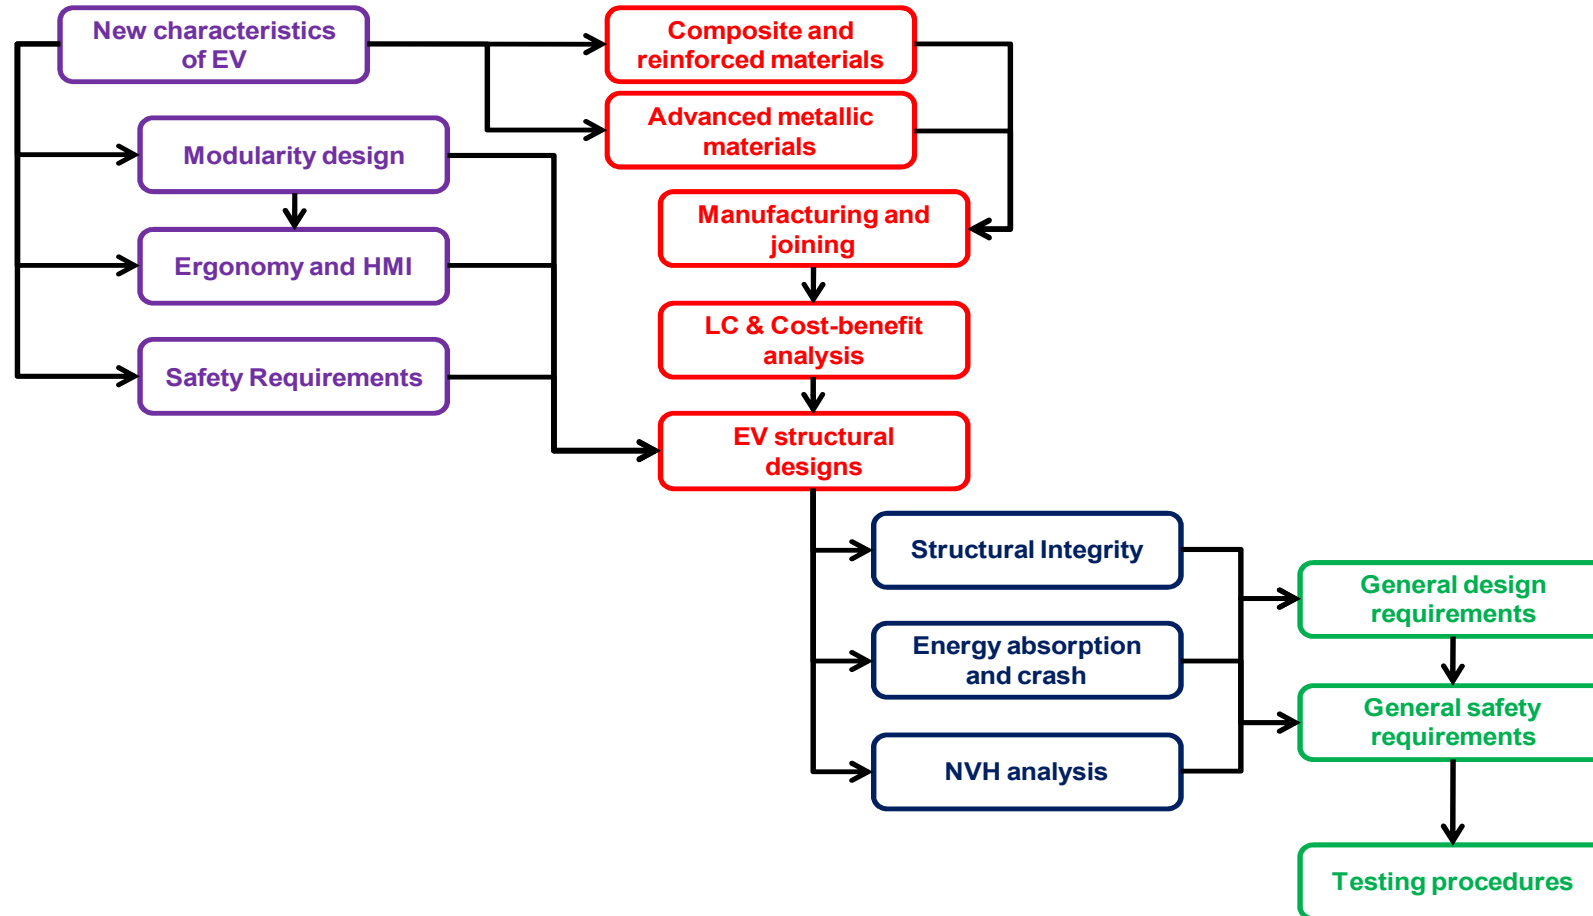 New characteristics
of EV
Composite and
reinforced materials
Advanced metallic
materials
Modularity design
Ergonomy and HMI
Safety Requirements
Manufacturing and
joining
LC & Cost-benefit
analysis
EV structural
designs
Structural Integrity
Energy absorption
and crash
NVH analysis
General design
requirements
General safety
requirements
Testing procedures